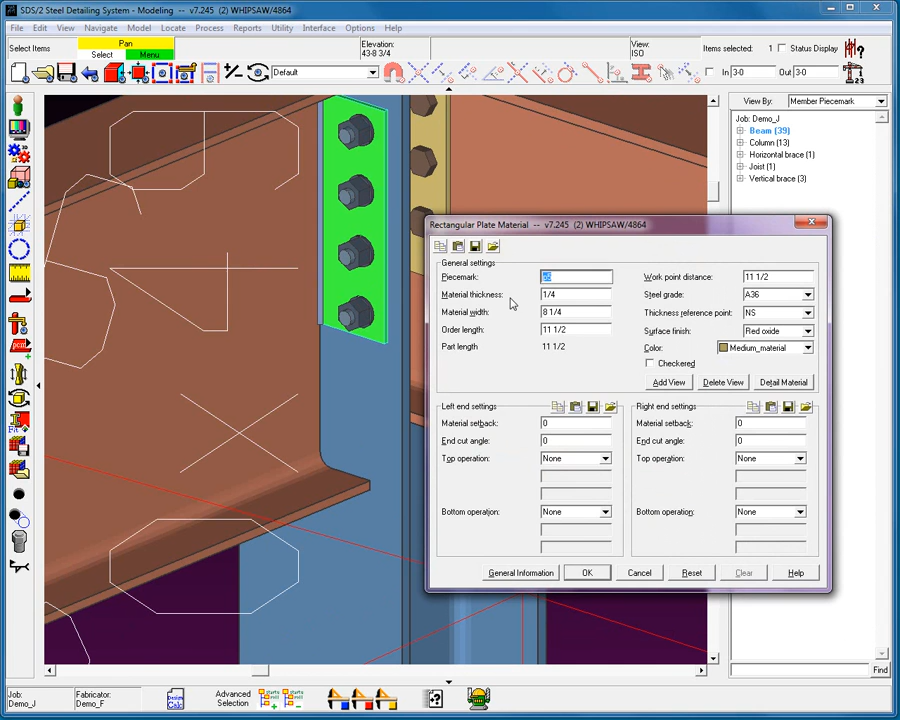 SDS/2 Steel Detailing System - Modeling -- v7.245 WHIPSAW/4864
File Edit View Navigate Model Locate Process Reports Utility Interface Options Help
Select Items
Pan
Select Menu
Elevation:
43-8 3/4
View:
ISO
Items selected: 1
Status Display
Default
In 3-0
Out 3-0
View By: Member Piecemark
Job: Demo_J
Beam (39)
Column (13)
Horizontal brace (1)
Joist (1)
Vertical brace (3)
Rectangular Plate Material -- v7.245 (2) WHIPSAW/4864
General settings
Piecemark:
Work point distance: 11 1/2
Material thickness: 1/4
Steel grade: A36
Material width: 8 1/4
Thickness reference point: NS
Order length: 11 1/2
Surface finish: Red oxide
Part length 11 1/2
Color: Medium_material
Checkered
Add View Delete View Detail Material
Left end settings
Material setback: 0
End cut angle: 0
Top operation: None
Bottom operation: None
Right end settings
Material setback: 0
End cut angle: 0
Top operation: None
Bottom operation: None
General Information OK Cancel Reset Clear Help
Find
Job:
Demo_J
Fabricator:
Demo_F
Design
Calc
Advanced
Selection